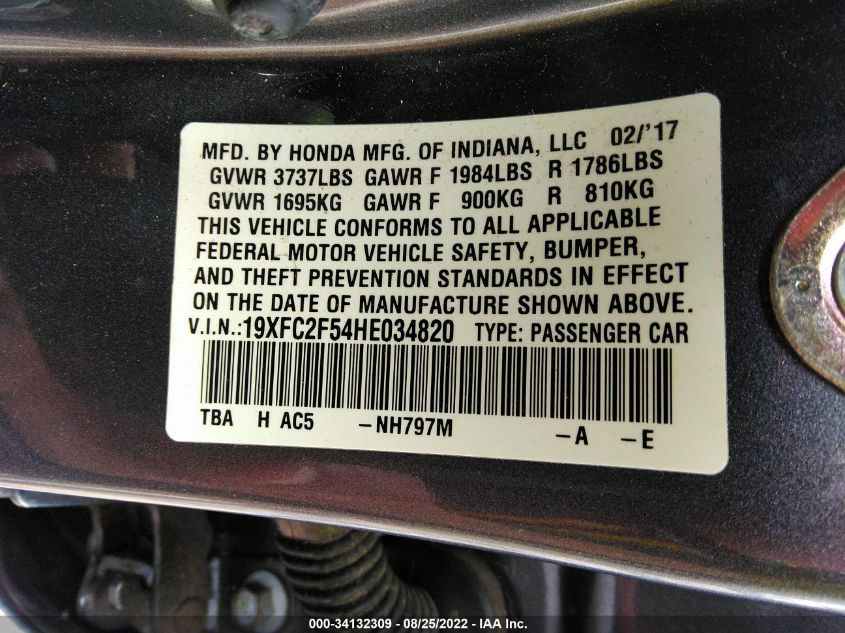 MFD. BY HONDA MFG. OF INDIANA, LLC 02/'17
GVWR 3737LBS GAWR F 1984LBS R 1786LBS
GVWR 1695KG GAWR F 900KG R 810KG
THIS VEHICLE CONFORMS TO ALL APPLICABLE
FEDERAL MOTOR VEHICLE SAFETY, BUMPER,
AND THEFT PREVENTION STANDARDS IN EFFECT
ON THE DATE OF MANUFACTURE SHOWN ABOVE.
V.I.N.:19XFC2F54HE034820 TYPE: PASSENGER CAR
TBA H AC5 -NH797M -A -E
000-34132309 - 08/25/2022 - IAA Inc.